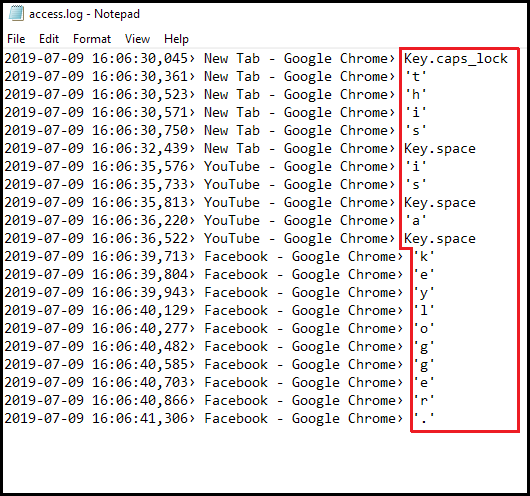 access.log - Notepad
File Edit Format View Help
2019-07-09 16:06:30,045› New Tab - Google Chrome› Key.caps_lock
2019-07-09 16:06:30,361› New Tab - Google Chrome› 't'
2019-07-09 16:06:30,523› New Tab - Google Chrome› 'h'
2019-07-09 16:06:30,571› New Tab - Google Chrome› 'i'
2019-07-09 16:06:30,750› New Tab - Google Chrome› 's'
2019-07-09 16:06:32,439› New Tab - Google Chrome› Key.space
2019-07-09 16:06:35,576› YouTube - Google Chrome› 'i'
2019-07-09 16:06:35,733› YouTube - Google Chrome› 's'
2019-07-09 16:06:35,813› YouTube - Google Chrome› Key.space
2019-07-09 16:06:36,220› YouTube - Google Chrome› 'a'
2019-07-09 16:06:36,522› YouTube - Google Chrome› Key.space
2019-07-09 16:06:39,713› Facebook - Google Chrome› 'k'
2019-07-09 16:06:39,804› Facebook - Google Chrome› 'e'
2019-07-09 16:06:39,943› Facebook - Google Chrome› 'y'
2019-07-09 16:06:40,129› Facebook - Google Chrome› 'l'
2019-07-09 16:06:40,277› Facebook - Google Chrome› 'o'
2019-07-09 16:06:40,482› Facebook - Google Chrome› 'g'
2019-07-09 16:06:40,585› Facebook - Google Chrome› 'g'
2019-07-09 16:06:40,703› Facebook - Google Chrome› 'e'
2019-07-09 16:06:40,866› Facebook - Google Chrome› 'r'
2019-07-09 16:06:41,306› Facebook - Google Chrome› '.'